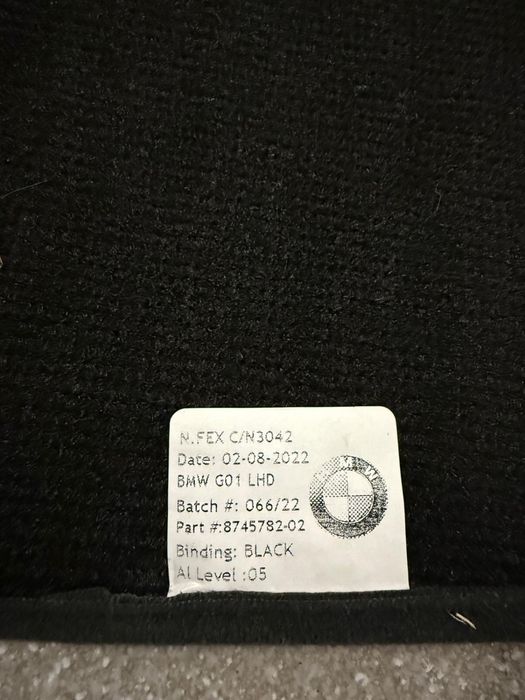 N.FEX C/N3042
Date: 02-08-2022
BMW G01 LHD
Batch #: 066/22
Part #:8745782-02
Binding: BLACK
AI Level :05
BMW